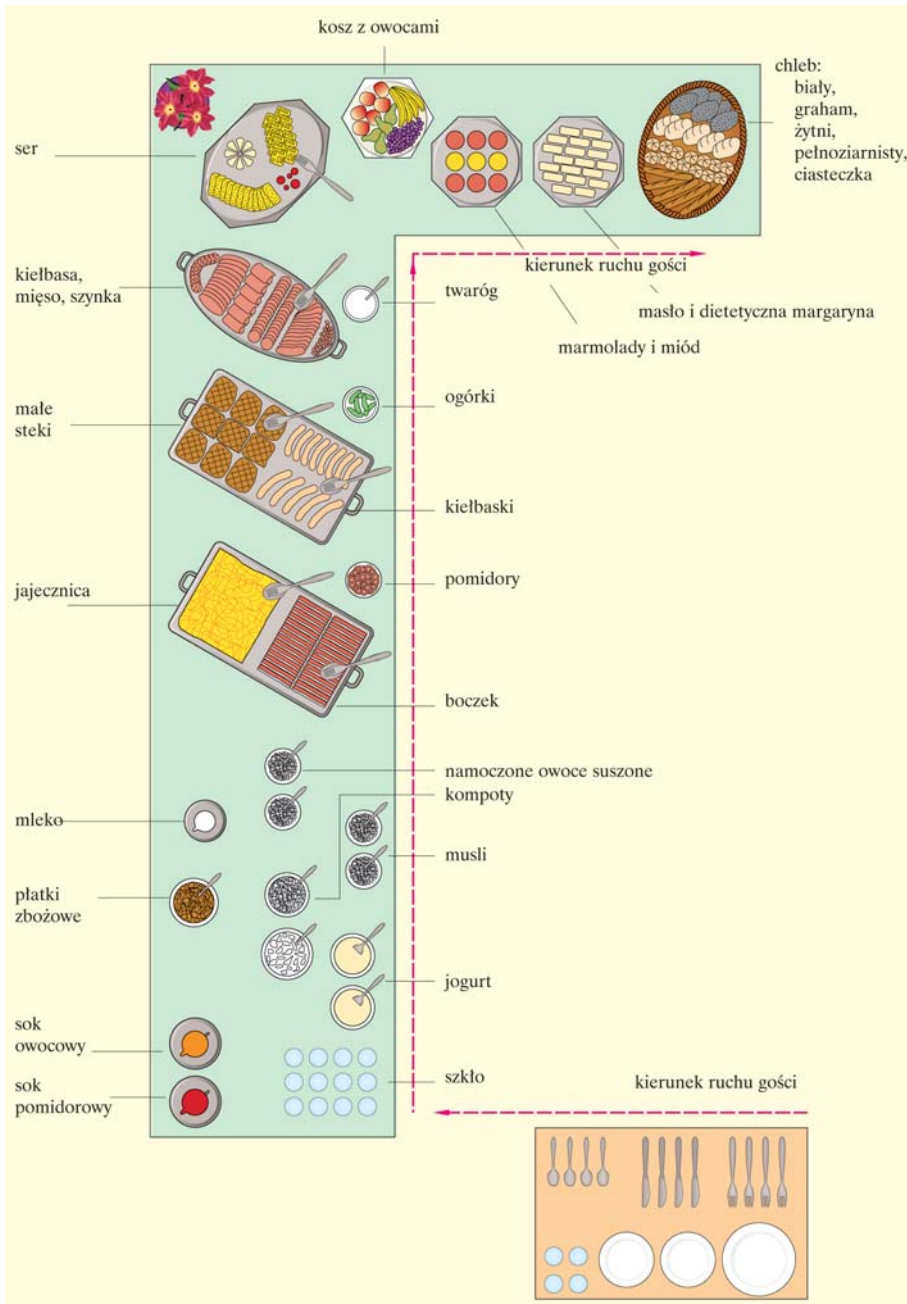 kosz z owocami
chleb:
biały,
graham,
żytni,
pełnoziarnisty,
ciasteczka
ser
kiełbasa,
mięso, szynka
kierunek ruchu gości
twaróg
masło i dietetyczna margaryna
marmolady i miód
ogórki
małe
steki
kiełbaski
pomidory
jajecznica
boczek
namoczone owoce suszone
kompoty
mleko
musli
płatki
zbożowe
jogurt
sok
owocowy
szkło
kierunek ruchu gości
sok
pomidorowy